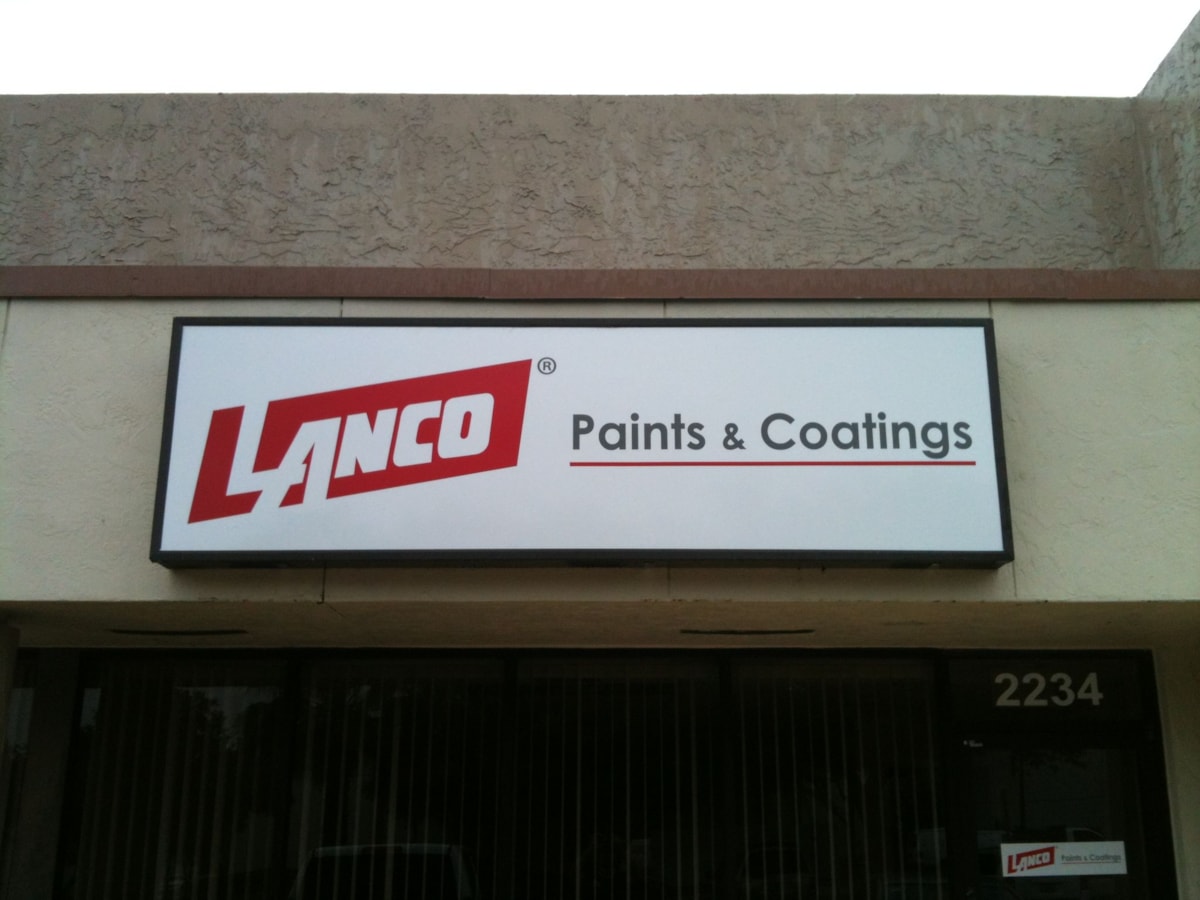 LANCO® Paints & Coatings
2234
LANCO Paints & Coatings